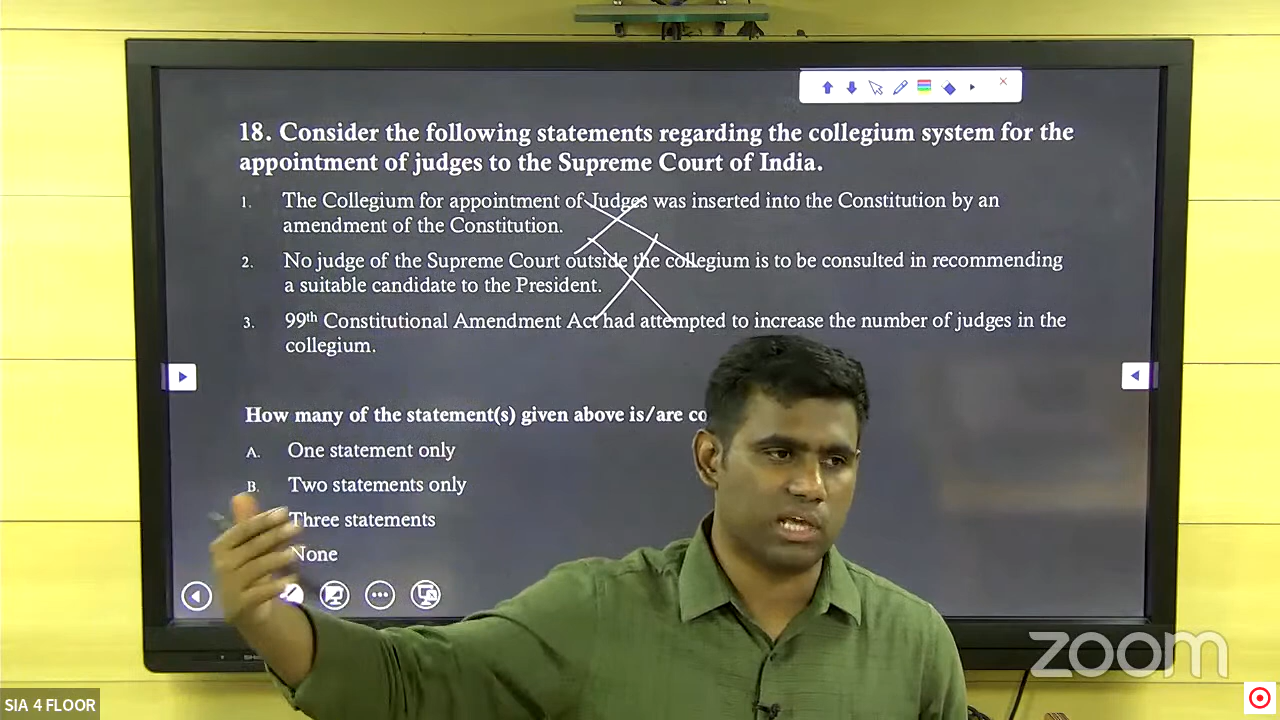 18. Consider the following statements regarding the collegium system for the
appointment of judges to the Supreme Court of India.
1. The Collegium for appointment of Judges was inserted into the Constitution by an
amendment of the Constitution.
2. No judge of the Supreme Court outside the collegium is to be consulted in recommending
a suitable candidate to the President.
3. 99th Constitutional Amendment Act had attempted to increase the number of judges in the
collegium.
How many of the statement(s) given above is/are co
A. One statement only
B. Two statements only
Three statements
None
zoom
SIA 4 FLOOR